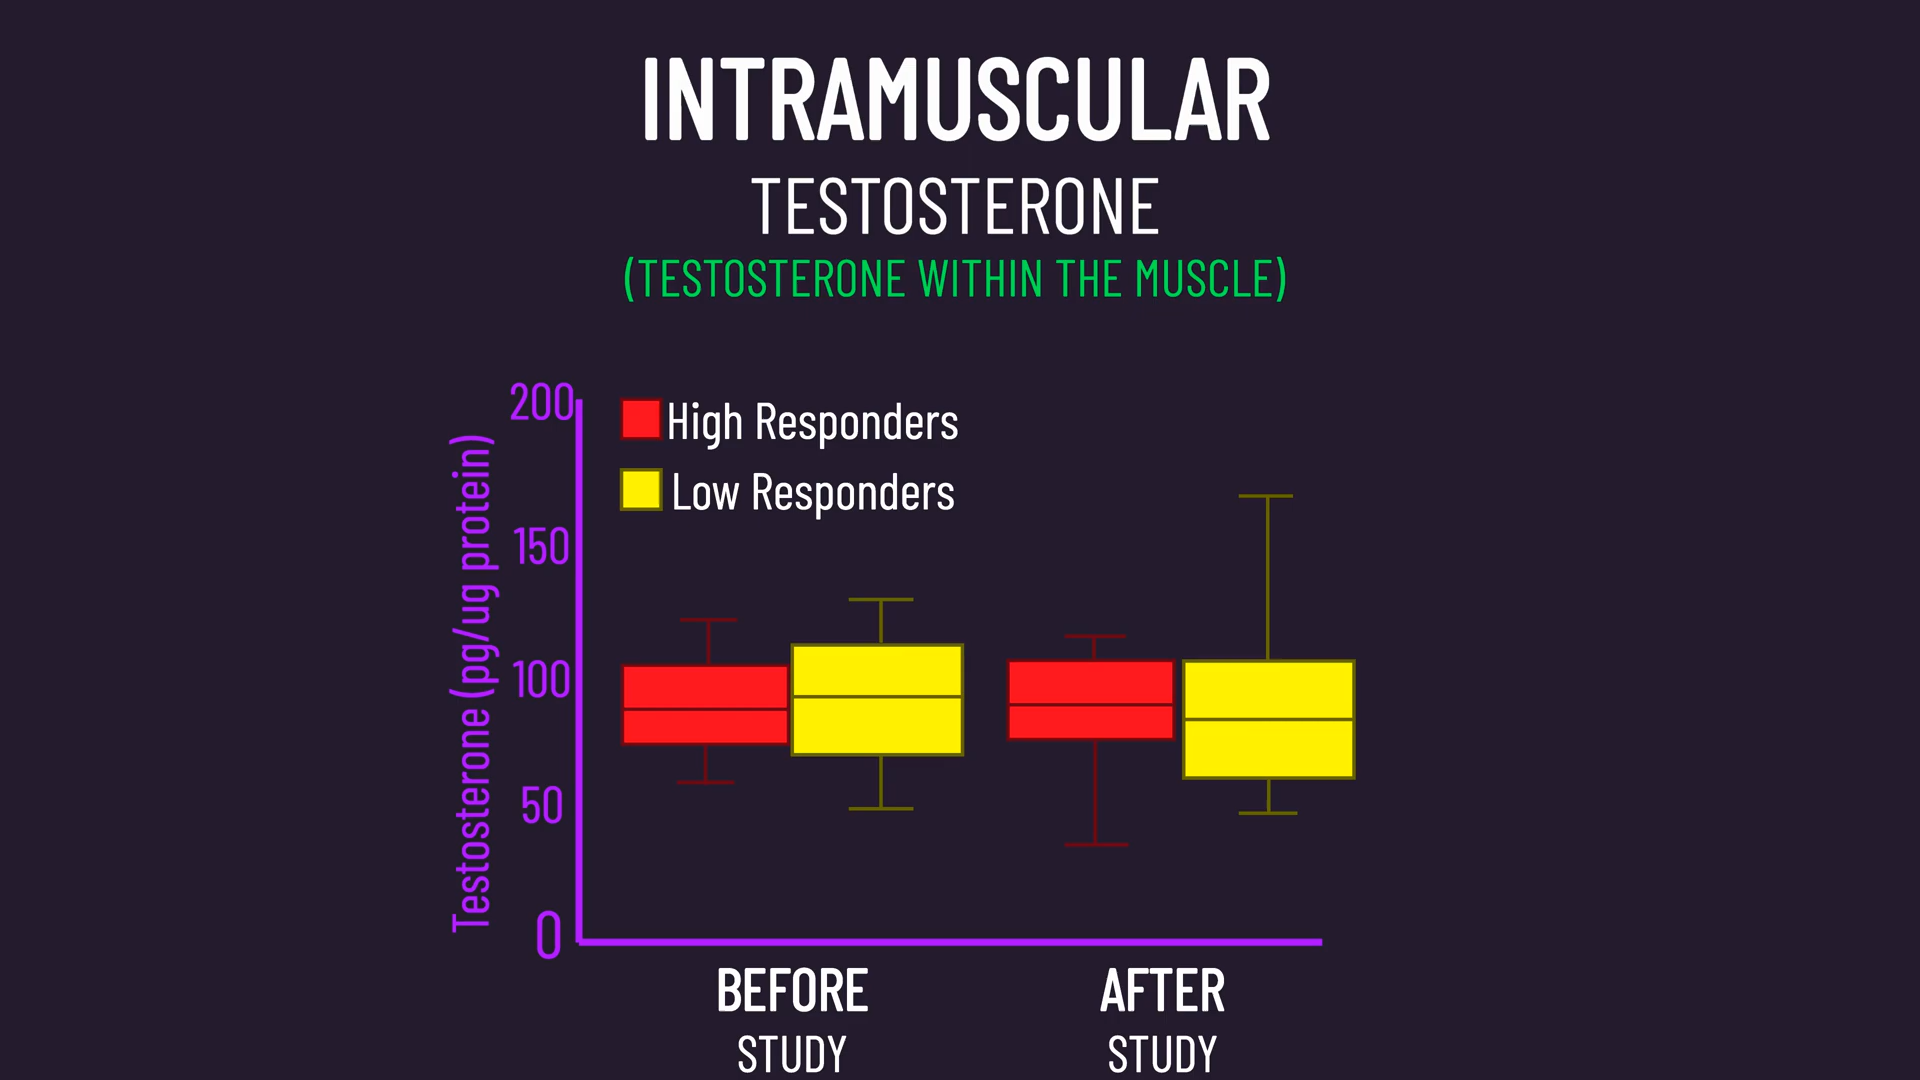 INTRAMUSCULAR
TESTOSTERONE
(TESTOSTERONE WITHIN THE MUSCLE)
Testosterone (pg/ug protein)
200
150
100
50
0
High Responders
Low Responders
BEFORE
STUDY
AFTER
STUDY